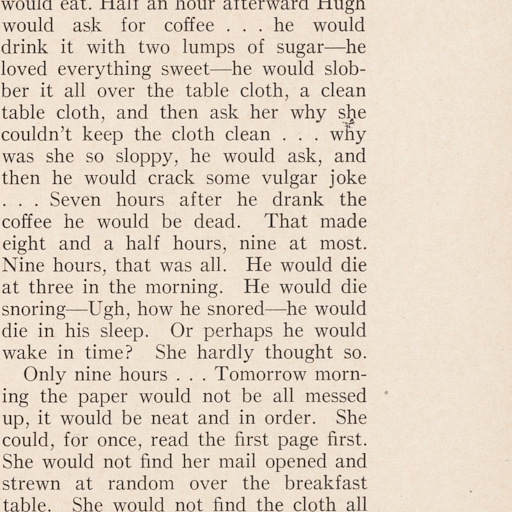 would eat. Half an hour afterward Hugh
would ask for coffee . . . he would
drink it with two lumps of sugar—he
loved everything sweet—he would slob-
ber it all over the table cloth, a clean
table cloth, and then ask her why she
couldn't keep the cloth clean . . . why
was she so sloppy, he would ask, and
then he would crack some vulgar joke
. . . Seven hours after he drank the
coffee he would be dead. That made
eight and a half hours, nine at most.
Nine hours, that was all. He would die
at three in the morning. He would die
snoring—Ugh, how he snored—he would
die in his sleep. Or perhaps he would
wake in time? She hardly thought so.
Only nine hours . . . Tomorrow morn-
ing the paper would not be all messed
up, it would be neat and in order. She
could, for once, read the first page first.
She would not find her mail opened and
strewn at random over the breakfast
table. She would not find the cloth all